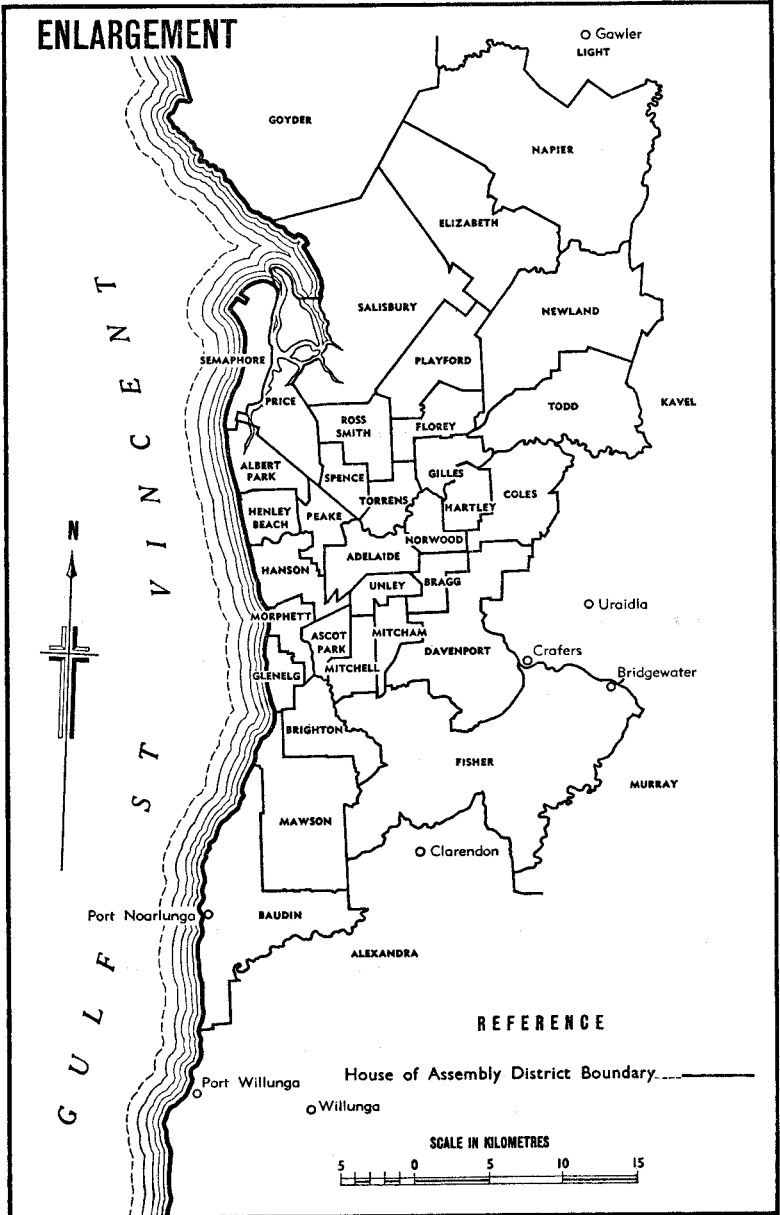 ENLARGEMENT
Gawler
LIGHT
GOYDER
NAPIER
ELIZABETH
SALISBURY
NEWLAND
SEMAPHORE
PLAYFORD
PRICE
TODD
KAVEL
ROSS
SMITH
FLOREY
ALBERT
PARK
SPENCE
GILLES
COLES
HENLEY
BEACH
PEAKE
TORRENS
HARTLEY
NORWOOD
HANSON
ADELAIDE
UNLEY
BRAGG
MORPHETT
ASCOT
PARK
MITCHAM
DAVENPORT
Uraidla
GLENELG
MITCHELL
Crafers
Bridgewater
BRIGHTON
FISHER
MURRAY
MAWSON
Clarendon
Port Noarlunga
BAUDIN
ALEXANDRA
N
GULF ST VINCENT
REFERENCE
House of Assembly District Boundary
Port Willunga
Willunga
SCALE IN KILOMETRES
5 0 5 10 15